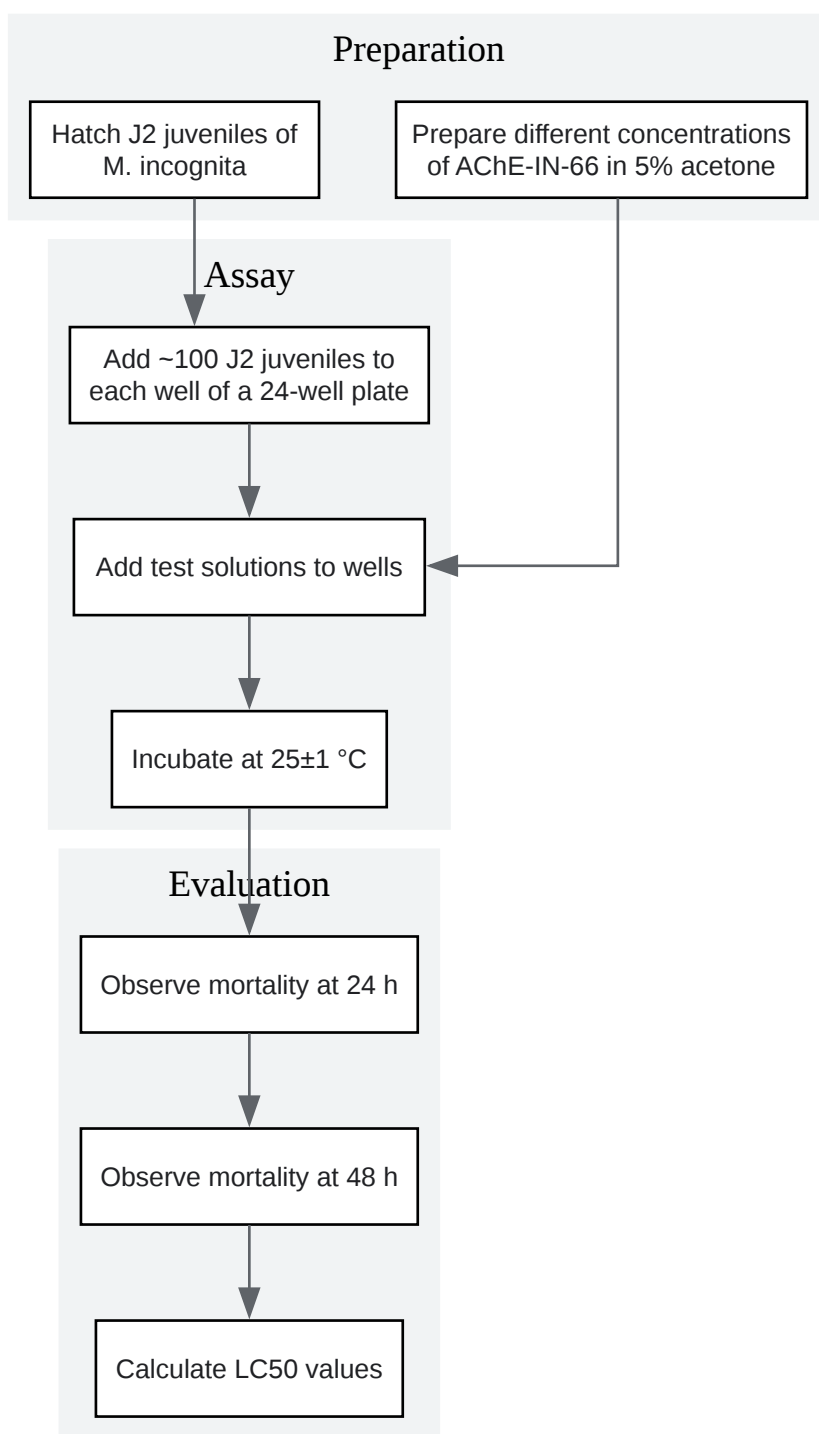 Preparation
Hatch J2 juveniles of
M. incognita
Prepare different concentrations
of AChE-IN-66 in 5% acetone
Assay
Add ~100 J2 juveniles to
each well of a 24-well plate
Add test solutions to wells
Incubate at 25±1 °C
Evaluation
Observe mortality at 24 h
Observe mortality at 48 h
Calculate LC50 values